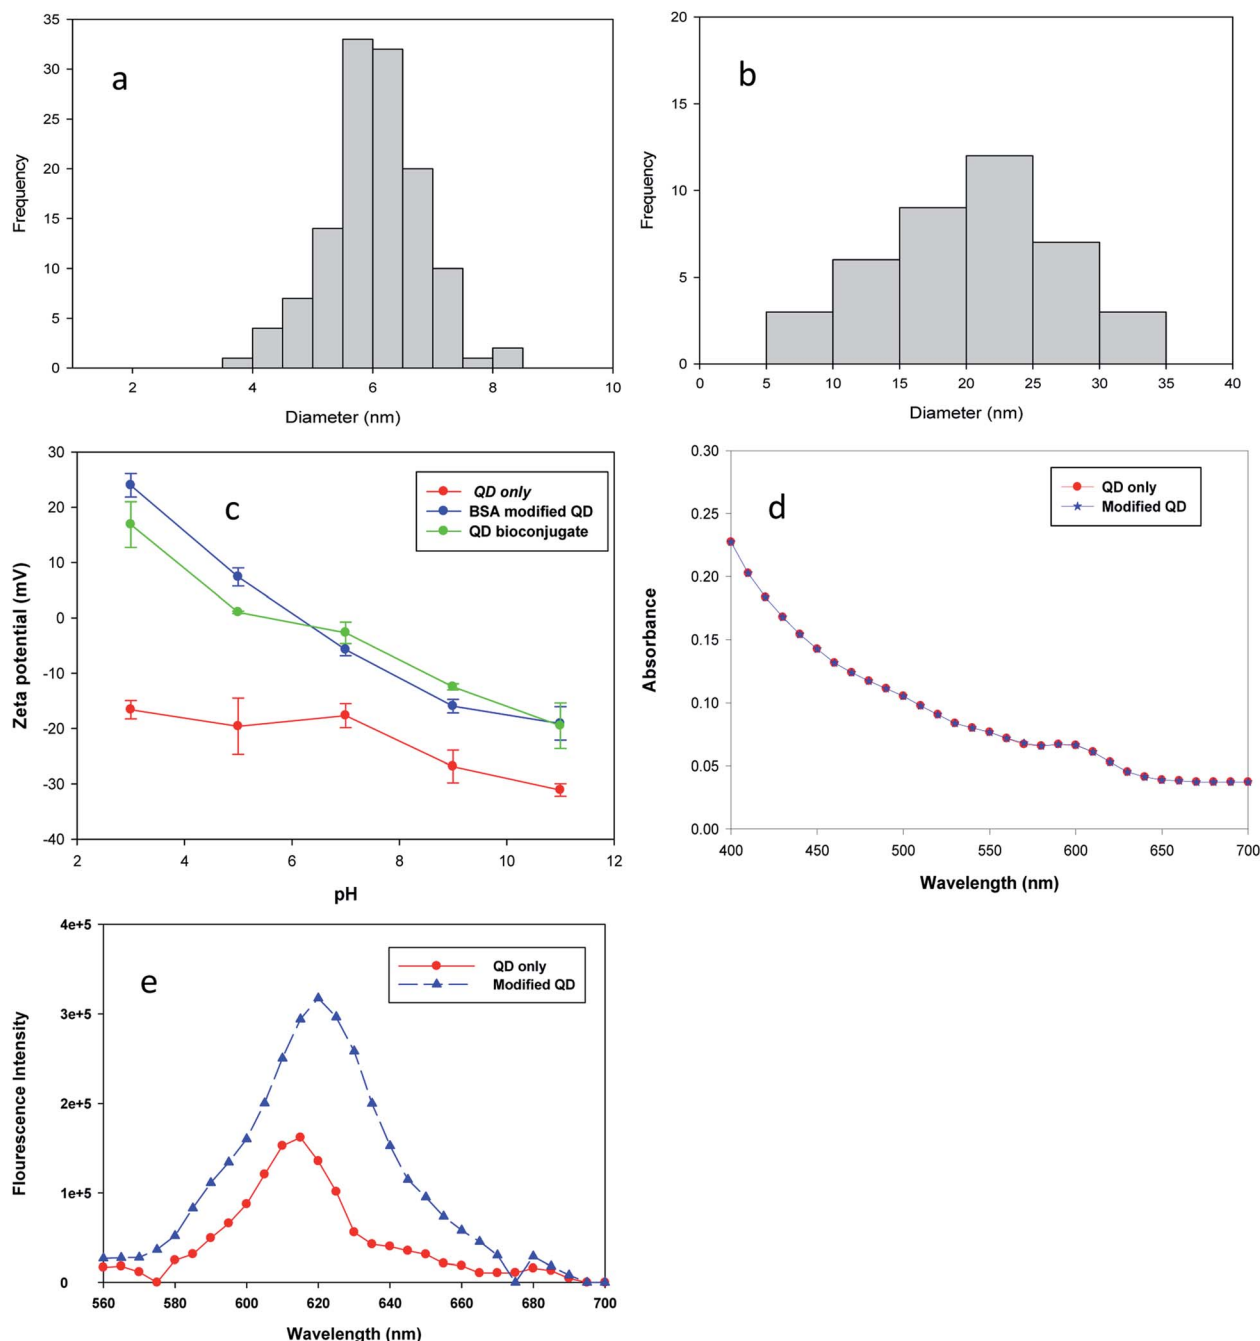 a
35
30
25
20
15
10
5
0
Frequency
2 4 6 8 10
Diameter (nm)
b
20
15
10
5
0
Frequency
0 5 10 15 20 25 30 35 40
Diameter (nm)
c
30
20
10
0
-10
-20
-30
-40
Zeta potential (mV)
QD only
BSA modified QD
QD bioconjugate
2 4 6 8 10 12
pH
d
0.30
0.25
0.20
0.15
0.10
0.05
0.00
Absorbance
QD only
Modified QD
400 450 500 550 600 650 700
Wavelength (nm)
e
4e+5
3e+5
2e+5
1e+5
0
Flourescence Intensity
QD only
Modified QD
560 580 600 620 640 660 680 700
Wavelength (nm)